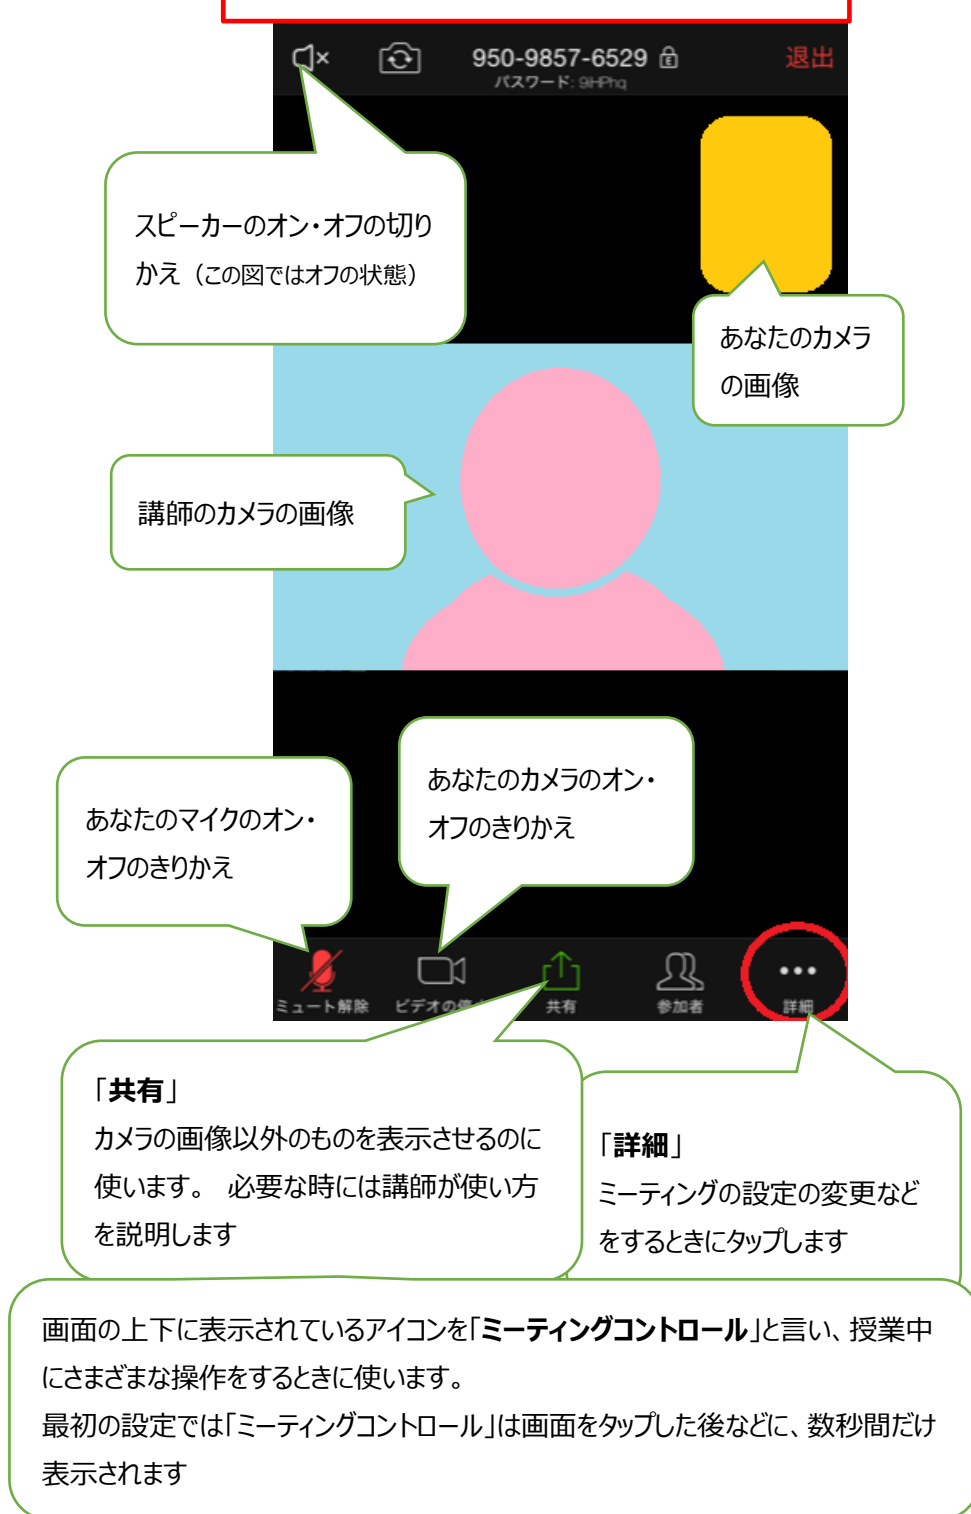 950-9857-6529
退出
パスワード: 9HPhq
スピーカーのオン・オフの切り
かえ（この図ではオフの状態）
あなたのカメラ
の画像
講師のカメラの画像
あなたのカメラのオン・
オフのきりかえ
あなたのマイクのオン・
オフのきりかえ
ミュート解除
ビデオの
共有
参加者
詳細
「共有」
カメラの画像以外のものを表示させるのに
使います。 必要な時には講師が使い方
を説明します
「詳細」
ミーティングの設定の変更など
をするときにタップします
画面の上下に表示されているアイコンを「ミーティングコントロール」と言い、授業中
にさまざまな操作をするときに使います。
最初の設定では「ミーティングコントロール」は画面をタップした後などに、数秒間だけ
表示されます